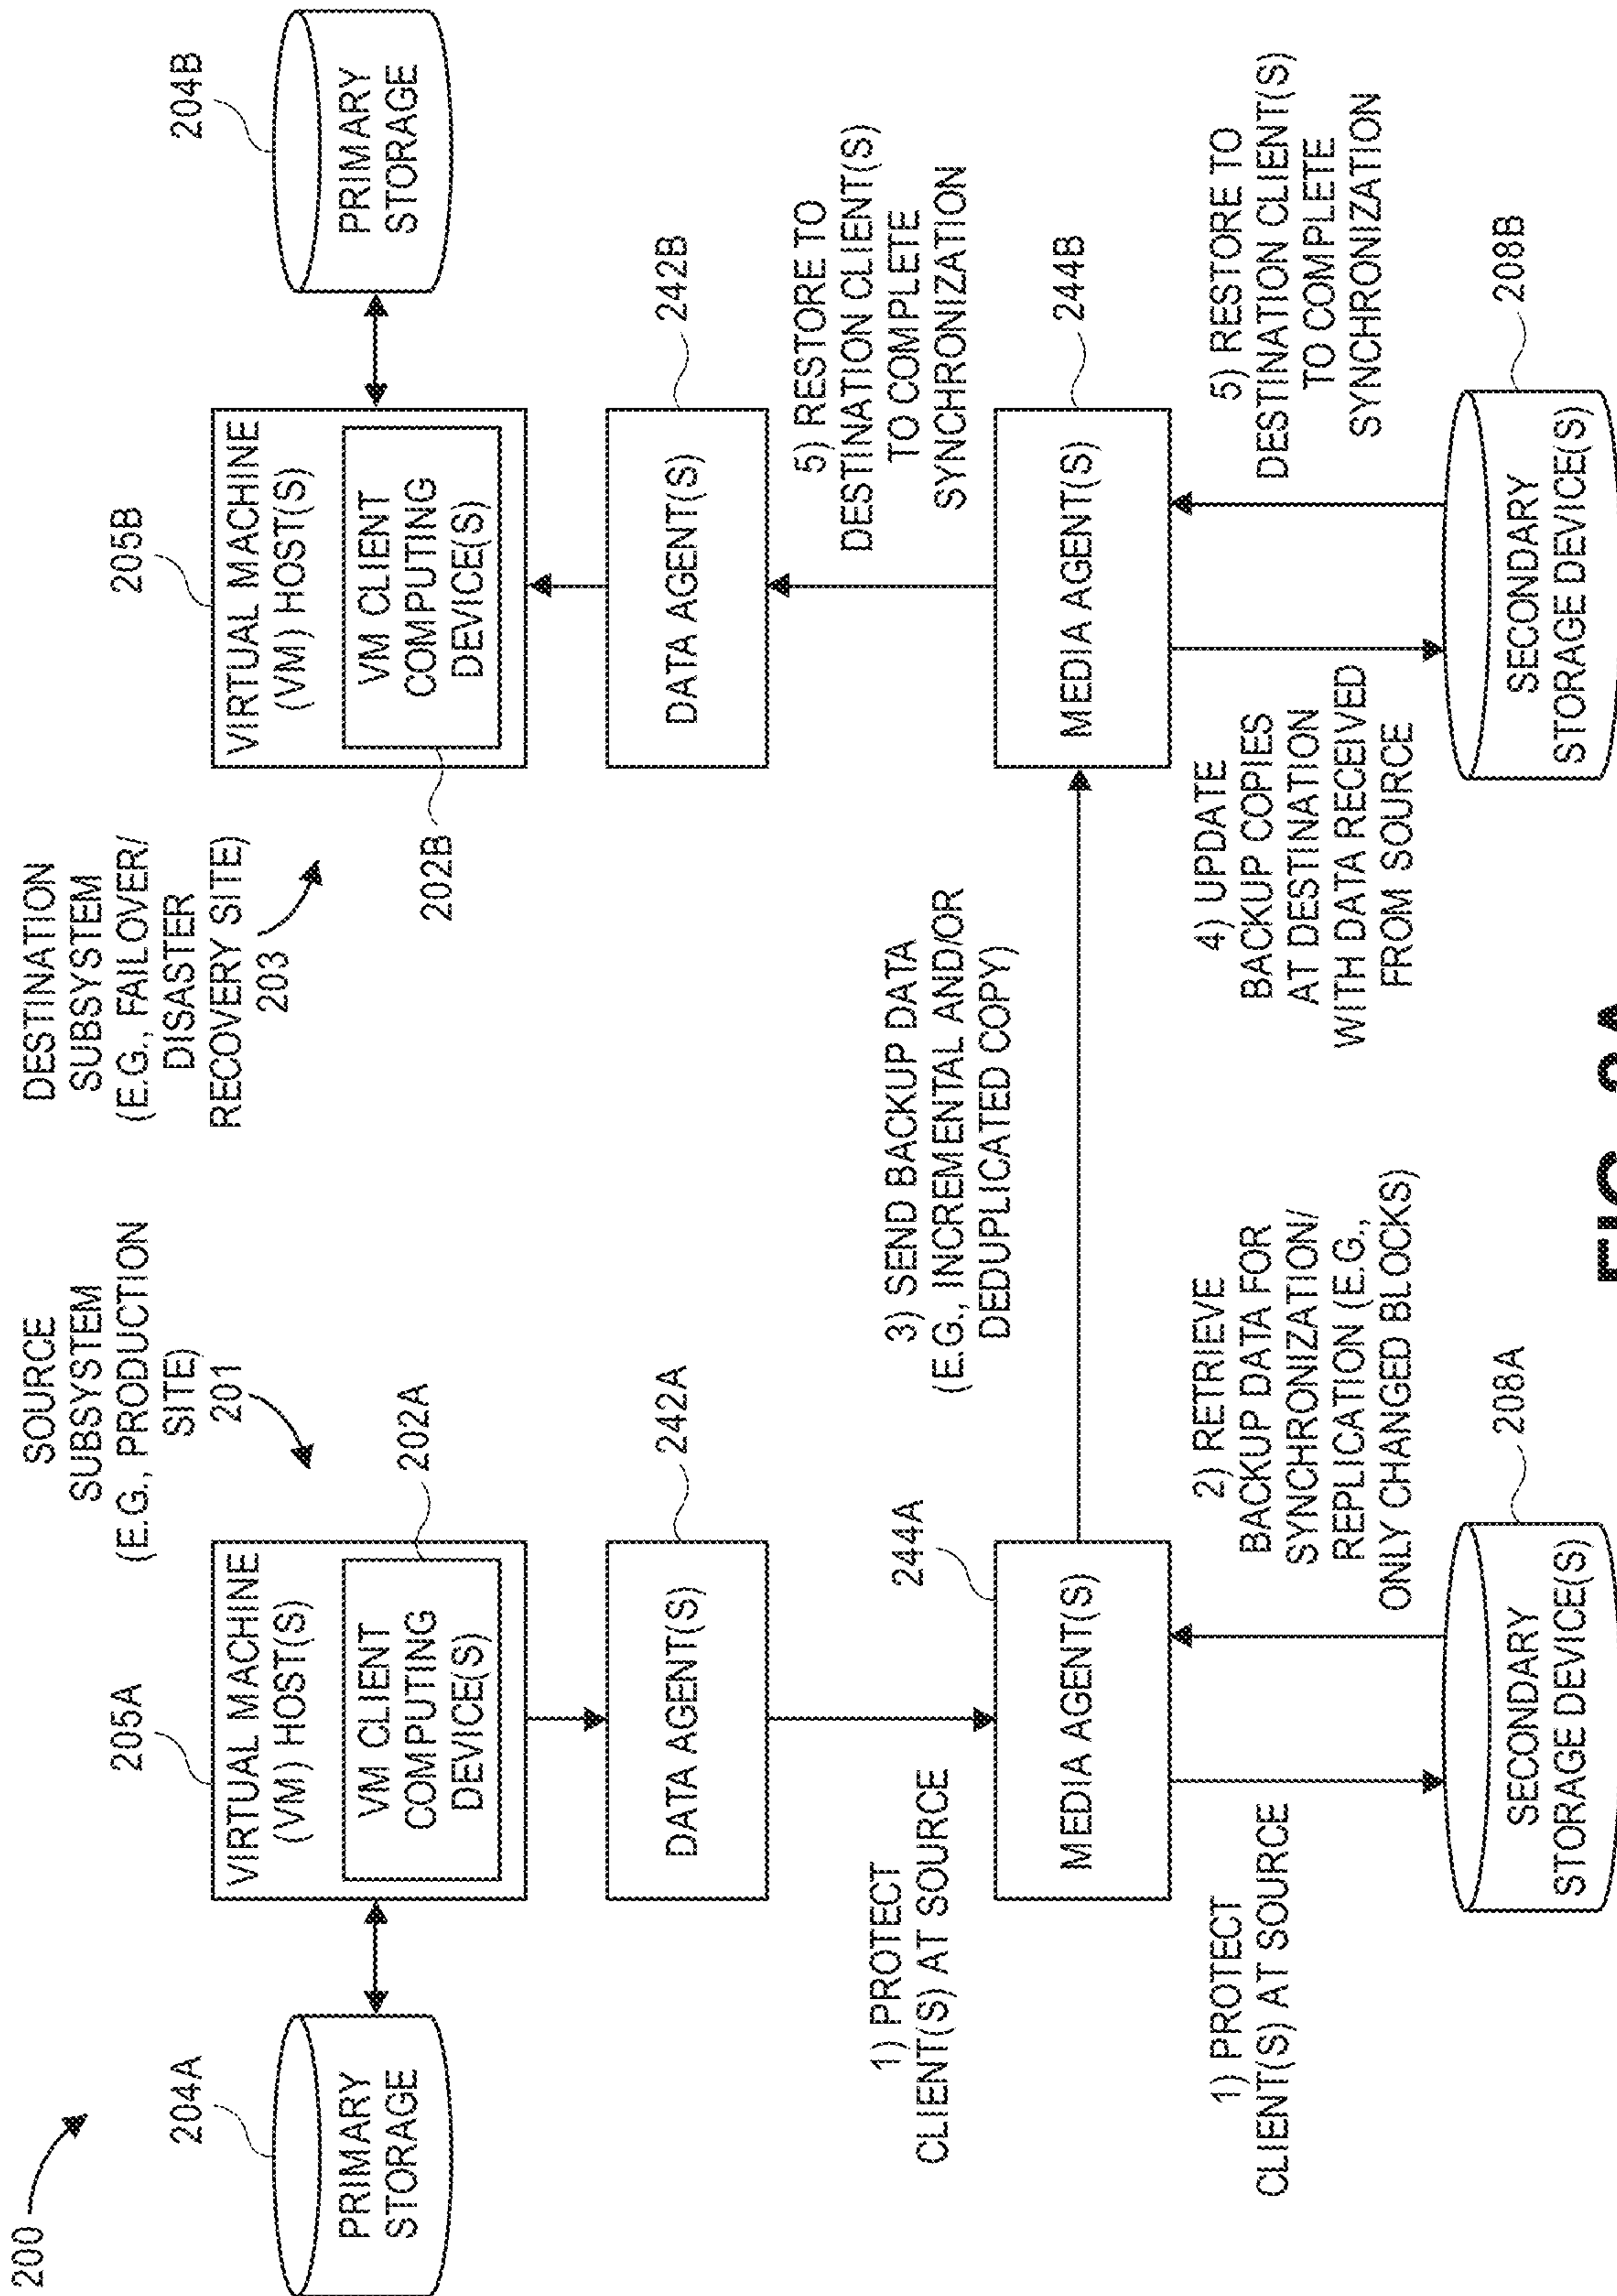 200
SOURCE
SUBSYSTEM
(E.G., PRODUCTION
SITE)
201
DESTINATION
SUBSYSTEM
(E.G., FAILOVER/
DISASTER
RECOVERY SITE)
203
204A
PRIMARY
STORAGE
205A
VIRTUAL MACHINE
(VM) HOST(S)
VM CLIENT
COMPUTING
DEVICE(S)
202A
205B
VIRTUAL MACHINE
(VM) HOST(S)
VM CLIENT
COMPUTING
DEVICE(S)
202B
204B
PRIMARY
STORAGE
DATA AGENT(S)
242A
DATA AGENT(S)
242B
1) PROTECT
CLIENT(S) AT SOURCE
3) SEND BACKUP DATA
(E.G., INCREMENTAL AND/OR
DEDUPLICATED COPY)
5) RESTORE TO
DESTINATION CLIENT(S)
TO COMPLETE
SYNCHRONIZATION
MEDIA AGENT(S)
244A
MEDIA AGENT(S)
244B
1) PROTECT
CLIENT(S) AT SOURCE
2) RETRIEVE
BACKUP DATA FOR
SYNCHRONIZATION/
REPLICATION (E.G.,
ONLY CHANGED BLOCKS)
4) UPDATE
BACKUP COPIES
AT DESTINATION
WITH DATA RECEIVED
FROM SOURCE
5) RESTORE TO
DESTINATION CLIENT(S)
TO COMPLETE
SYNCHRONIZATION
SECONDARY
STORAGE DEVICE(S)
208A
SECONDARY
STORAGE DEVICE(S)
208B